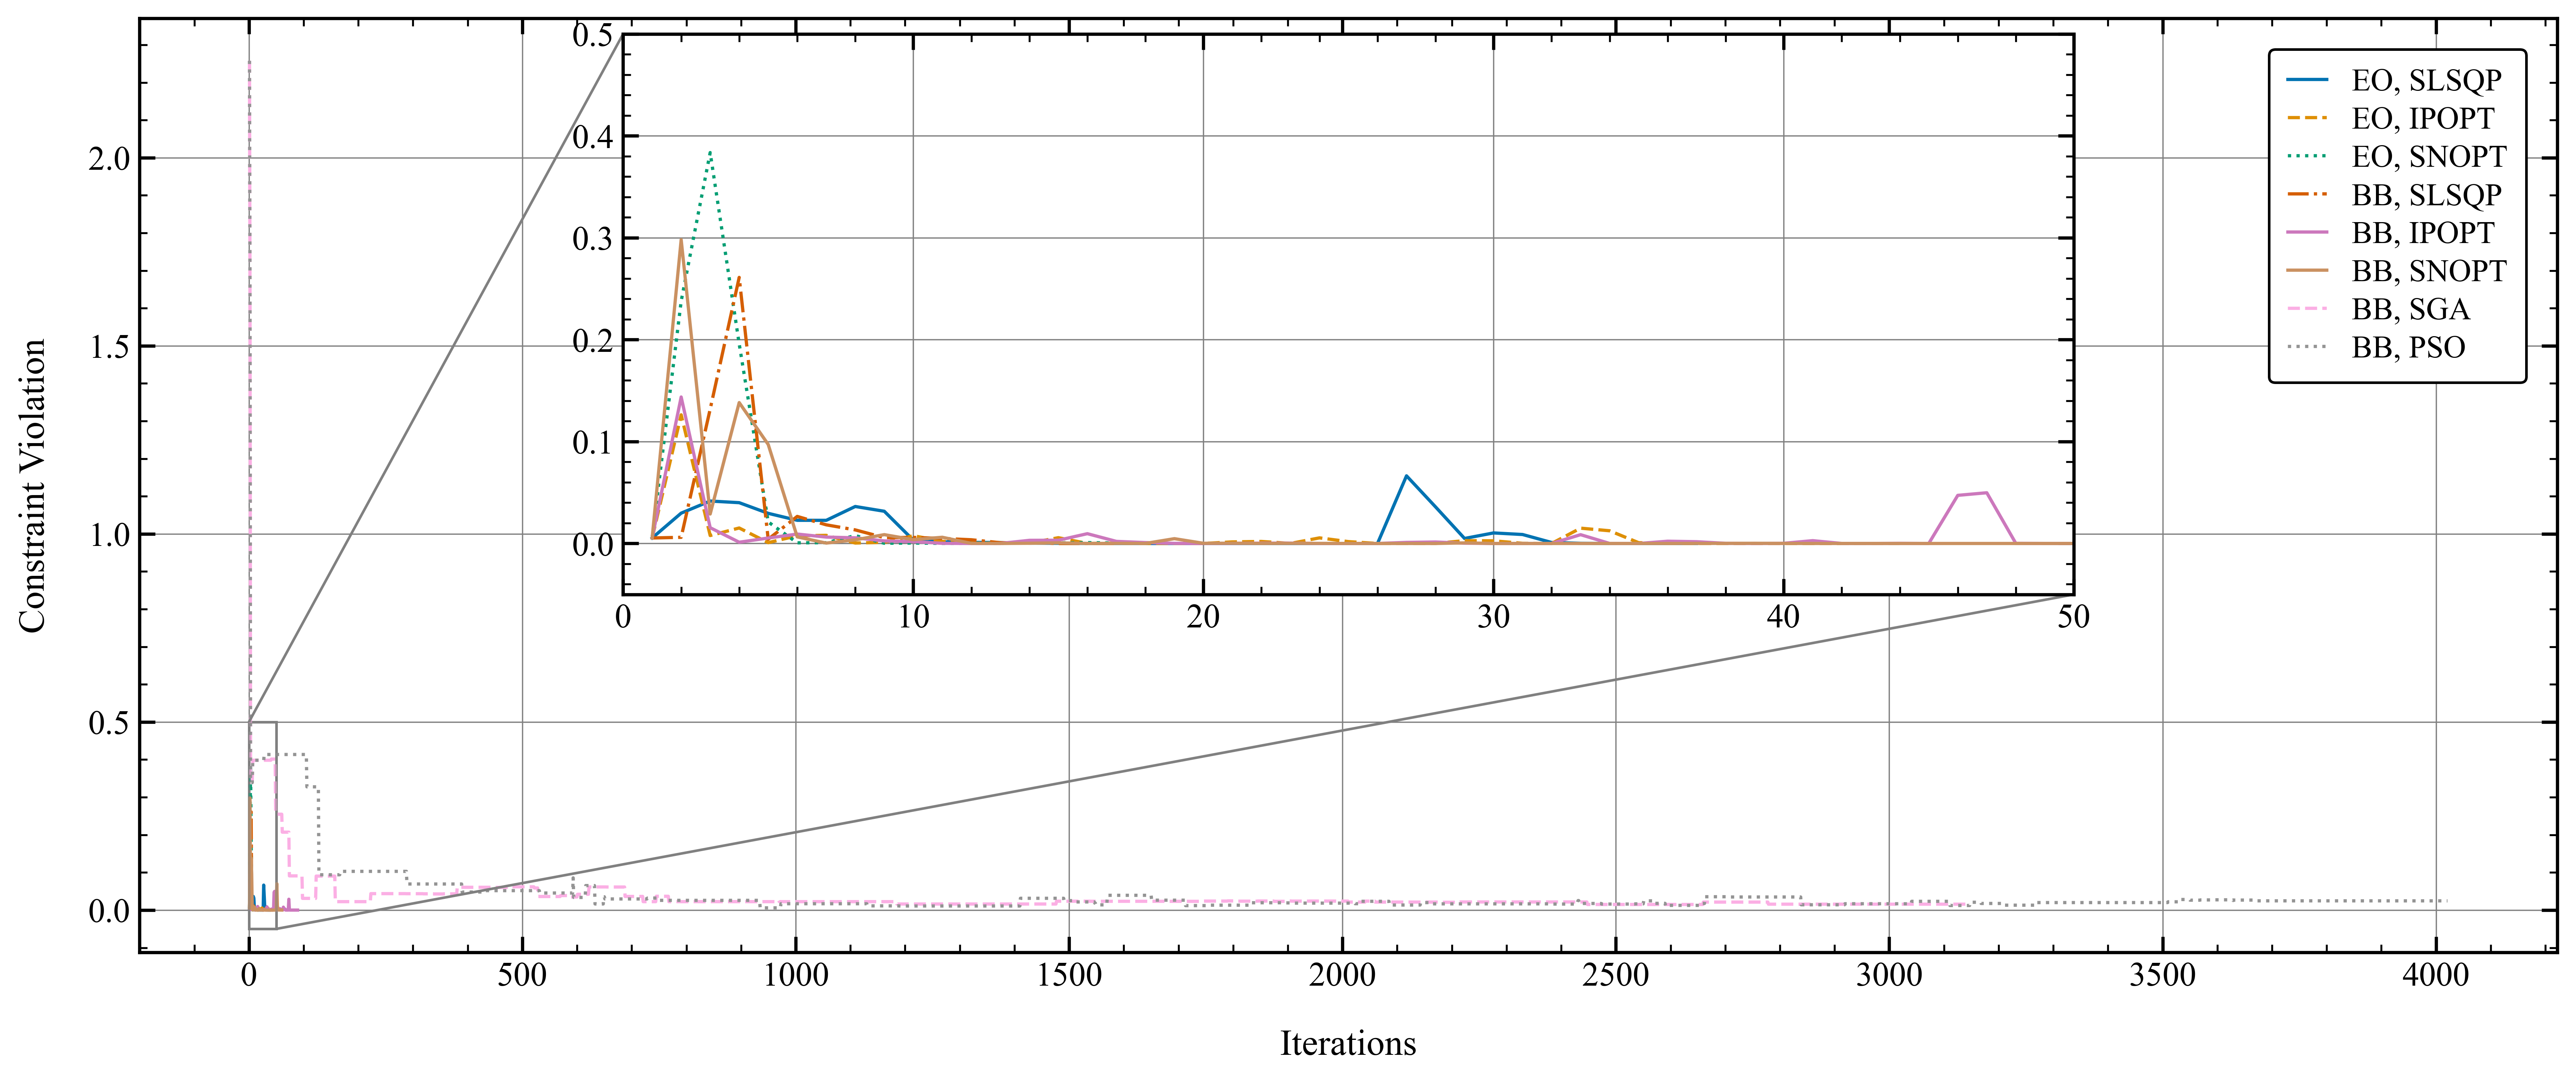 Constraint Violation
2.0
1.5
1.0
0.5
0.0
0.5
0.4
0.3
0.2
0.1
0.0
0 10 20 30 40 50
EO, SLSQP
EO, IPOPT
EO, SNOPT
BB, SLSQP
BB, IPOPT
BB, SNOPT
BB, SGA
BB, PSO
0 500 1000 1500 2000 2500 3000 3500 4000
Iterations